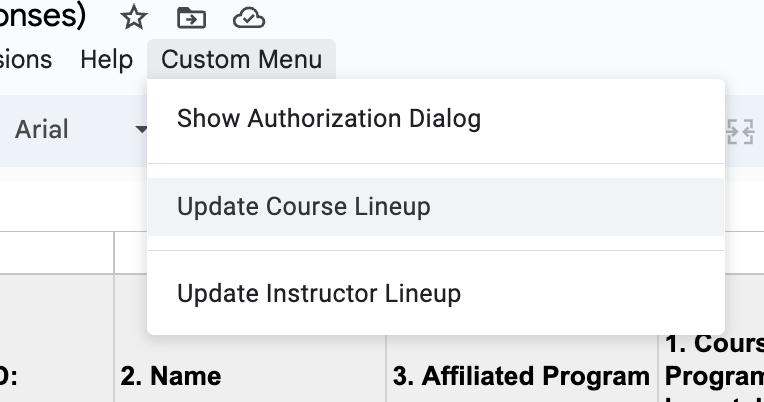 onses)
sions Help Custom Menu
Arial
Show Authorization Dialog
Update Course Lineup
Update Instructor Lineup
1. Cours
D: 2. Name 3. Affiliated Program Program